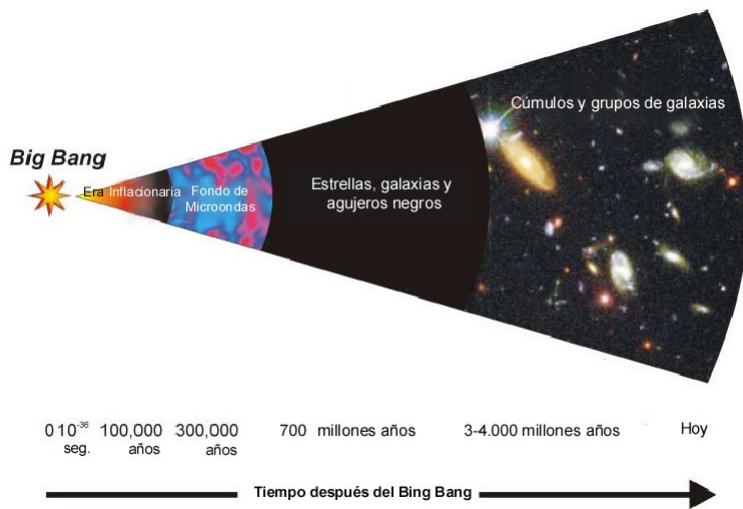 Cúmulos y grupos de galaxias
Big Bang
Era Inflacionaria
Fondo de
Microondas
Estrellas, galaxias y
agujeros negros
0 10⁻³⁶ 100,000 300,000 700 millones años 3-4.000 millones años Hoy
seg. años años
Tiempo después del Bing Bang